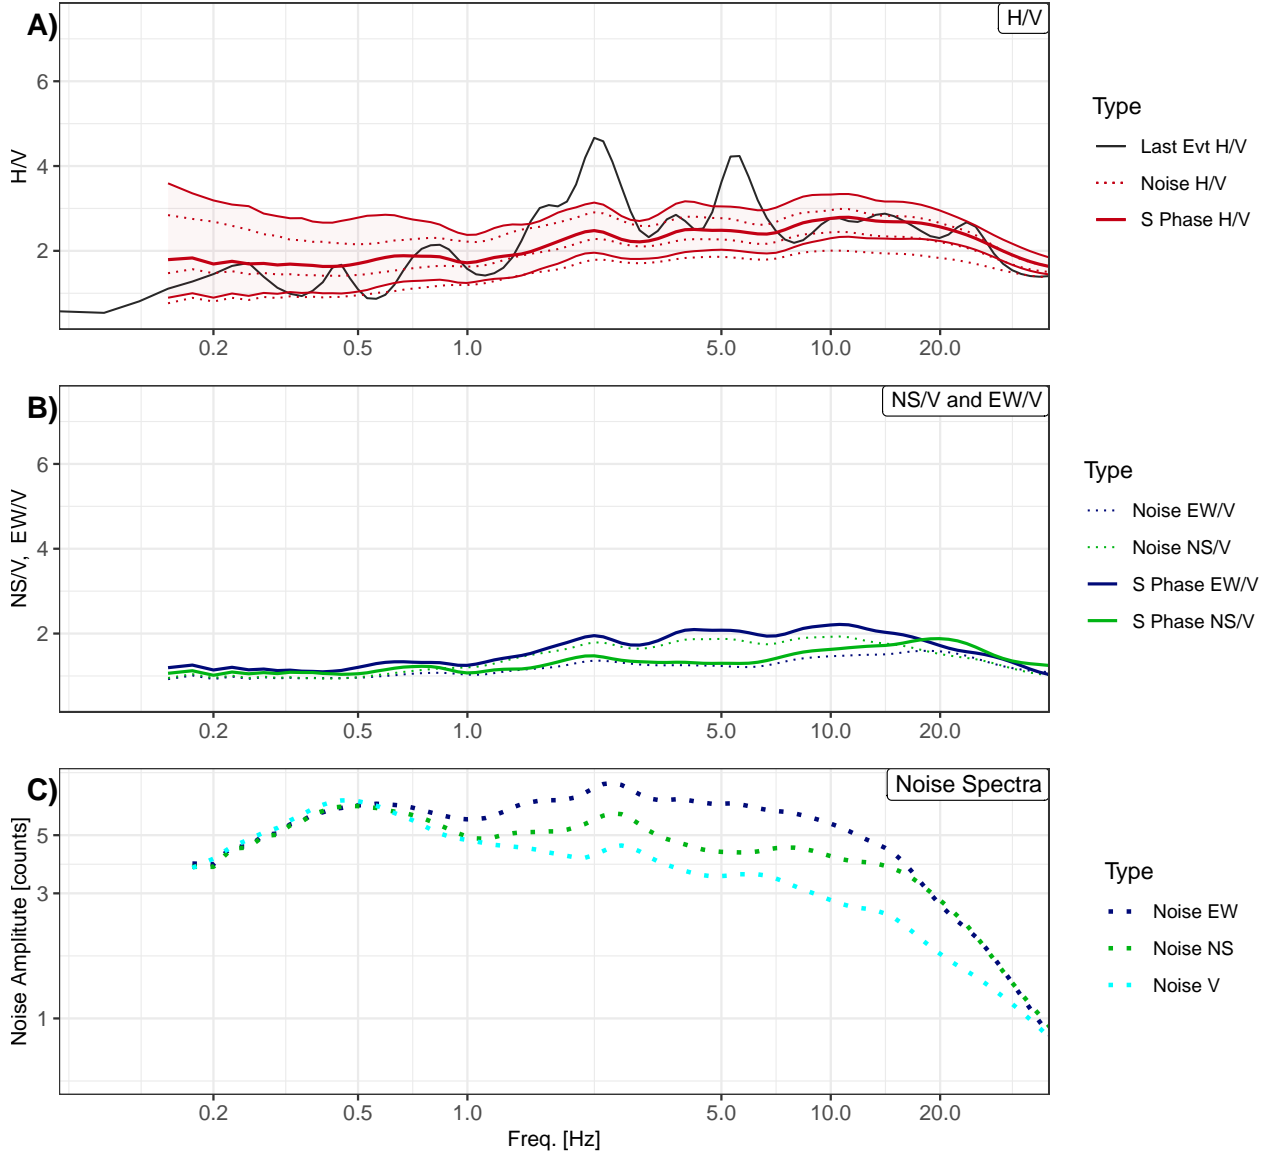 A)
H/V
6
4
2
H/V
0.2 0.5 1.0 5.0 10.0 20.0
Type
Last Evt H/V
Noise H/V
S Phase H/V
B)
NS/V and EW/V
6
4
2
NS/V, EW/V
0.2 0.5 1.0 5.0 10.0 20.0
Type
Noise EW/V
Noise NS/V
S Phase EW/V
S Phase NS/V
C)
Noise Spectra
5
3
1
Noise Amplitude [counts]
0.2 0.5 1.0 5.0 10.0 20.0
Freq. [Hz]
Type
Noise EW
Noise NS
Noise V